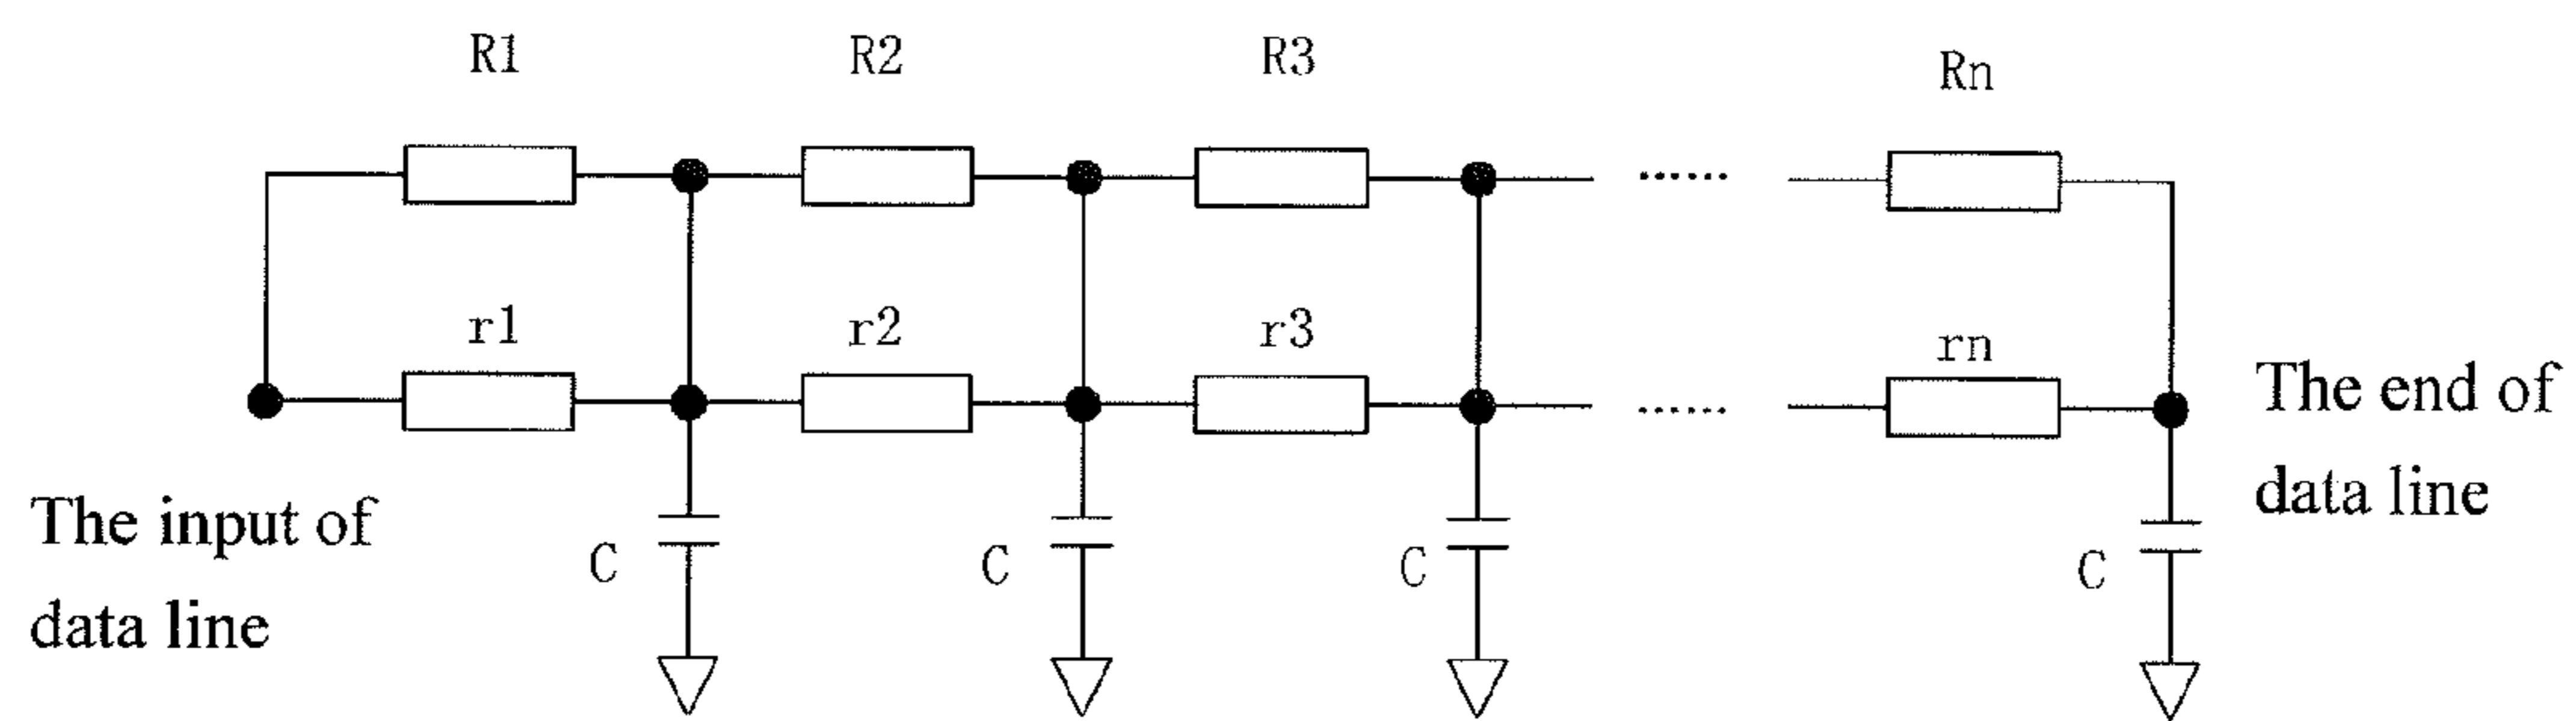 R1
R2
R3
Rn
r1
r2
r3
rn
The input of
data line
The end of
data line
C
C
C
C